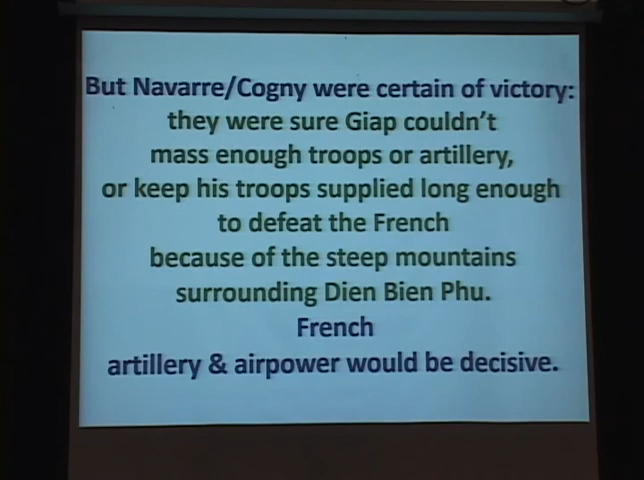 But Navarre/Cogny were certain of victory:
they were sure Giap couldn't
mass enough troops or artillery,
or keep his troops supplied long enough
to defeat the French
because of the steep mountains
surrounding Dien Bien Phu.
French
artillery & airpower would be decisive.